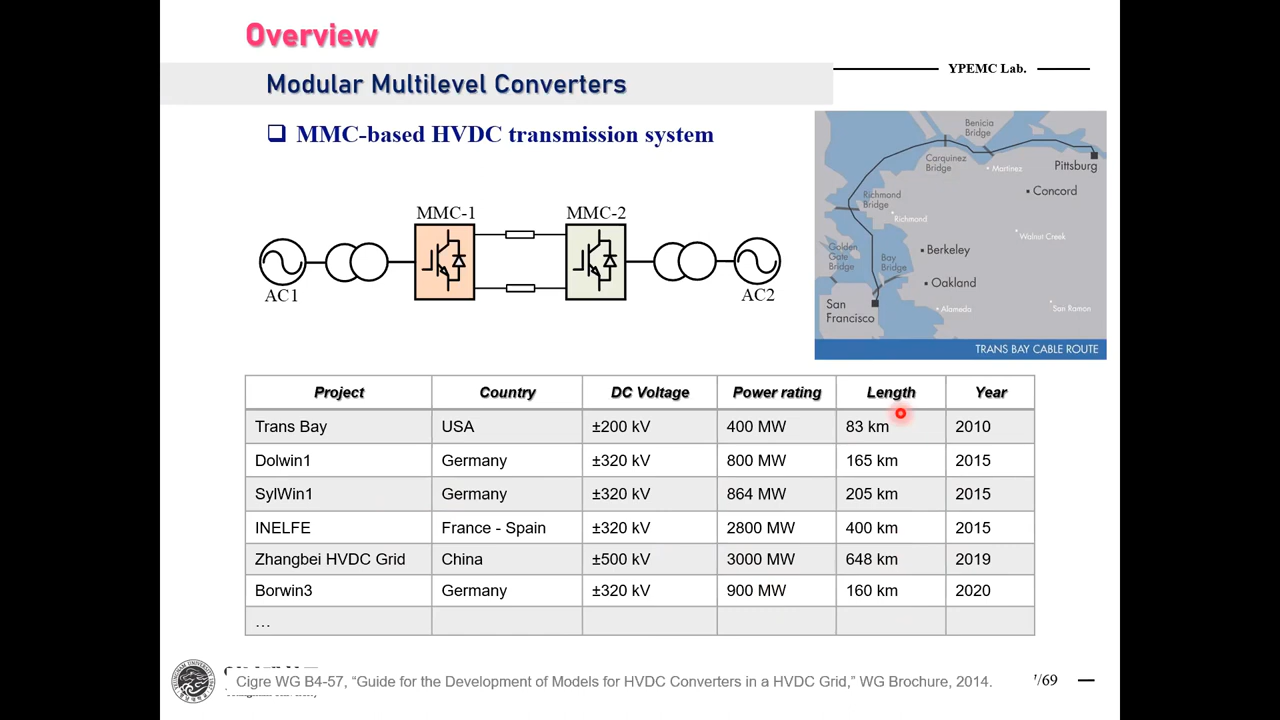 Overview
Modular Multilevel Converters
YPEMC Lab.
❑ MMC-based HVDC transmission system
MMC-1
MMC-2
AC1
AC2
Benicia
Bridge
Carquinez
Bridge
Martinez
Pittsburg
Concord
Richmond
Bridge
Richmond
Walnut Creek
Golden
Gate
Bridge
Bay
Bridge
Berkeley
Oakland
San
Francisco
Alameda
San Ramon
TRANS BAY CABLE ROUTE
Project Country DC Voltage Power rating Length Year
Trans Bay USA ±200 kV 400 MW 83 km 2010
Dolwin1 Germany ±320 kV 800 MW 165 km 2015
SylWin1 Germany ±320 kV 864 MW 205 km 2015
INELFE France - Spain ±320 kV 2800 MW 400 km 2015
Zhangbei HVDC Grid China ±500 kV 3000 MW 648 km 2019
Borwin3 Germany ±320 kV 900 MW 160 km 2020
…
Cigre WG B4-57, “Guide for the Development of Models for HVDC Converters in a HVDC Grid,” WG Brochure, 2014.
/69